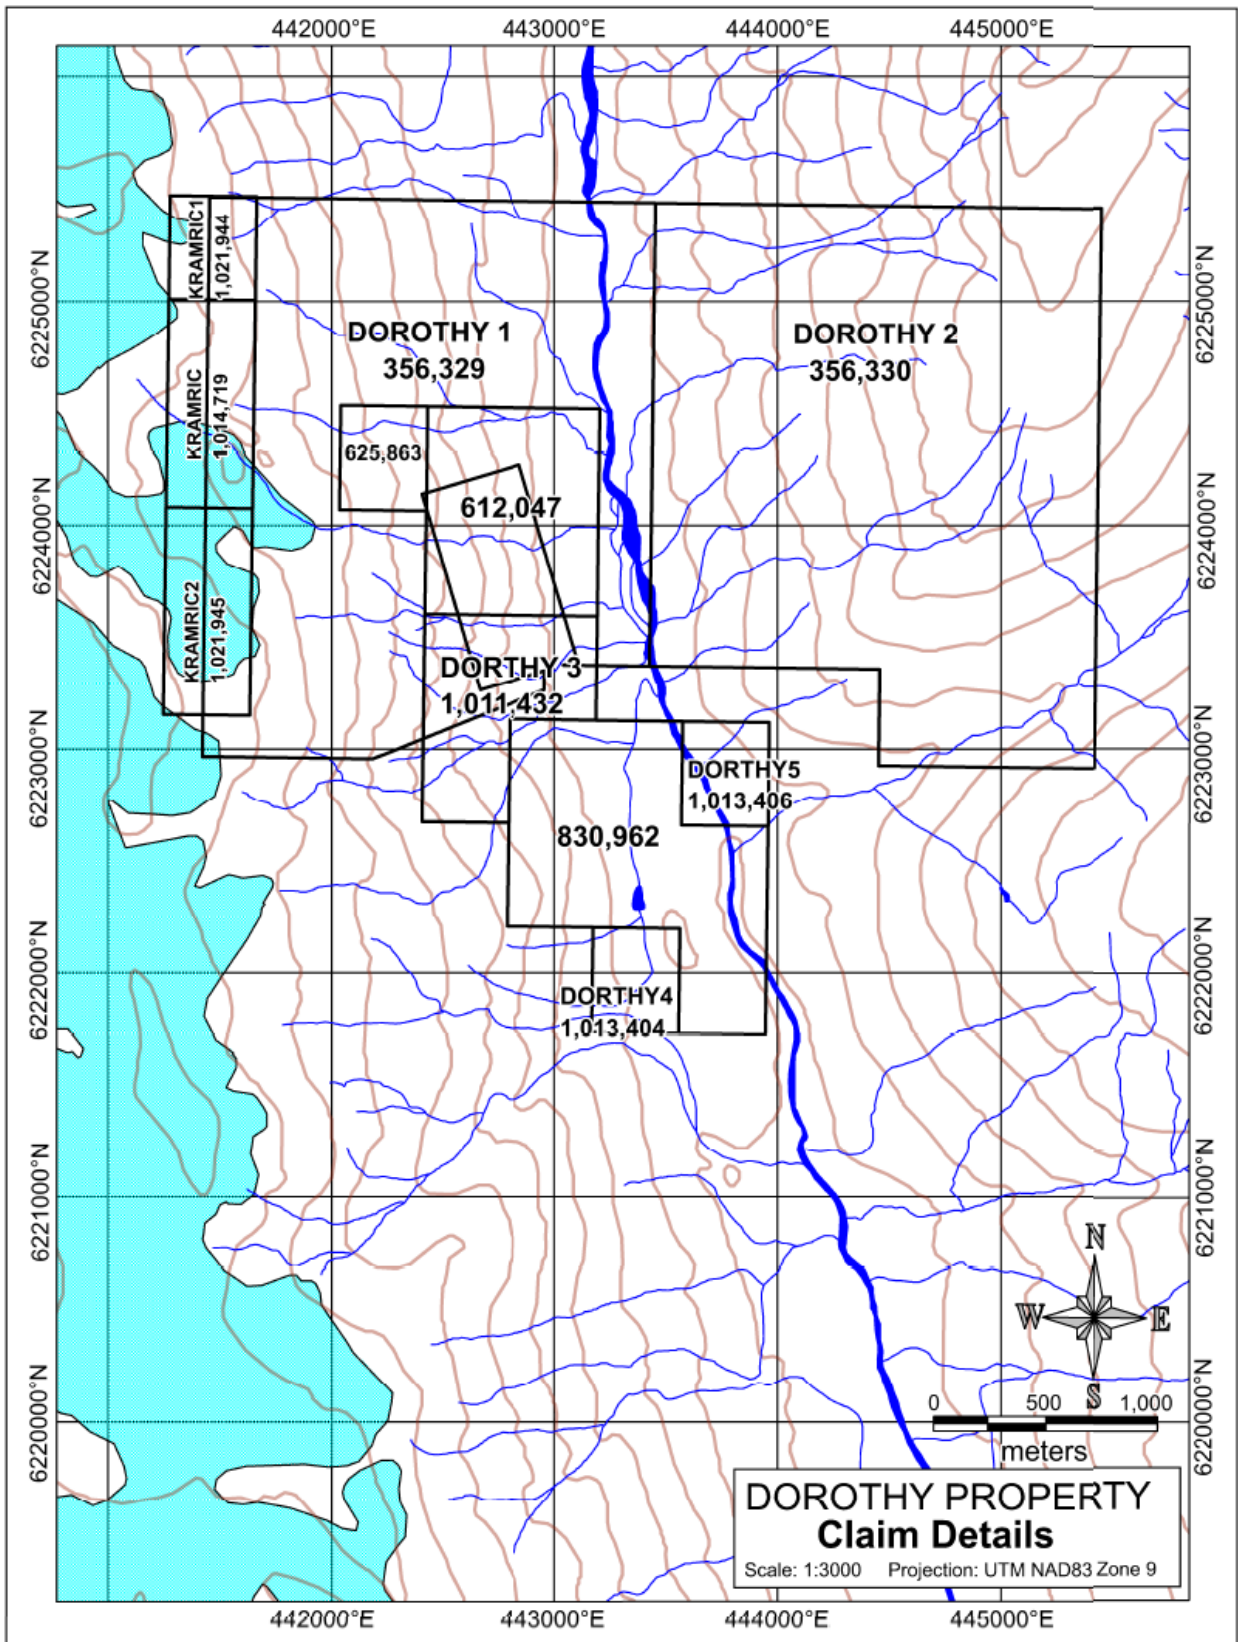 442000°E 443000°E 444000°E 445000°E
6225000°N
6224000°N
6223000°N
6222000°N
6221000°N
6220000°N
KRAMRIC1
1,021,944
KRAMRIC
1,014,719
KRAMRIC2
1,021,945
DOROTHY 1
356,329
DOROTHY 2
356,330
625,863
612,047
DORTHY 3
1,011,432
DORTHY5
1,013,406
830,962
DORTHY4
1,013,404
6225000°N
6224000°N
6223000°N
6222000°N
6221000°N
6220000°N
N
W E
S
0 500 1,000
meters
DOROTHY PROPERTY
Claim Details
Scale: 1:3000 Projection: UTM NAD83 Zone 9
442000°E 443000°E 444000°E 445000°E